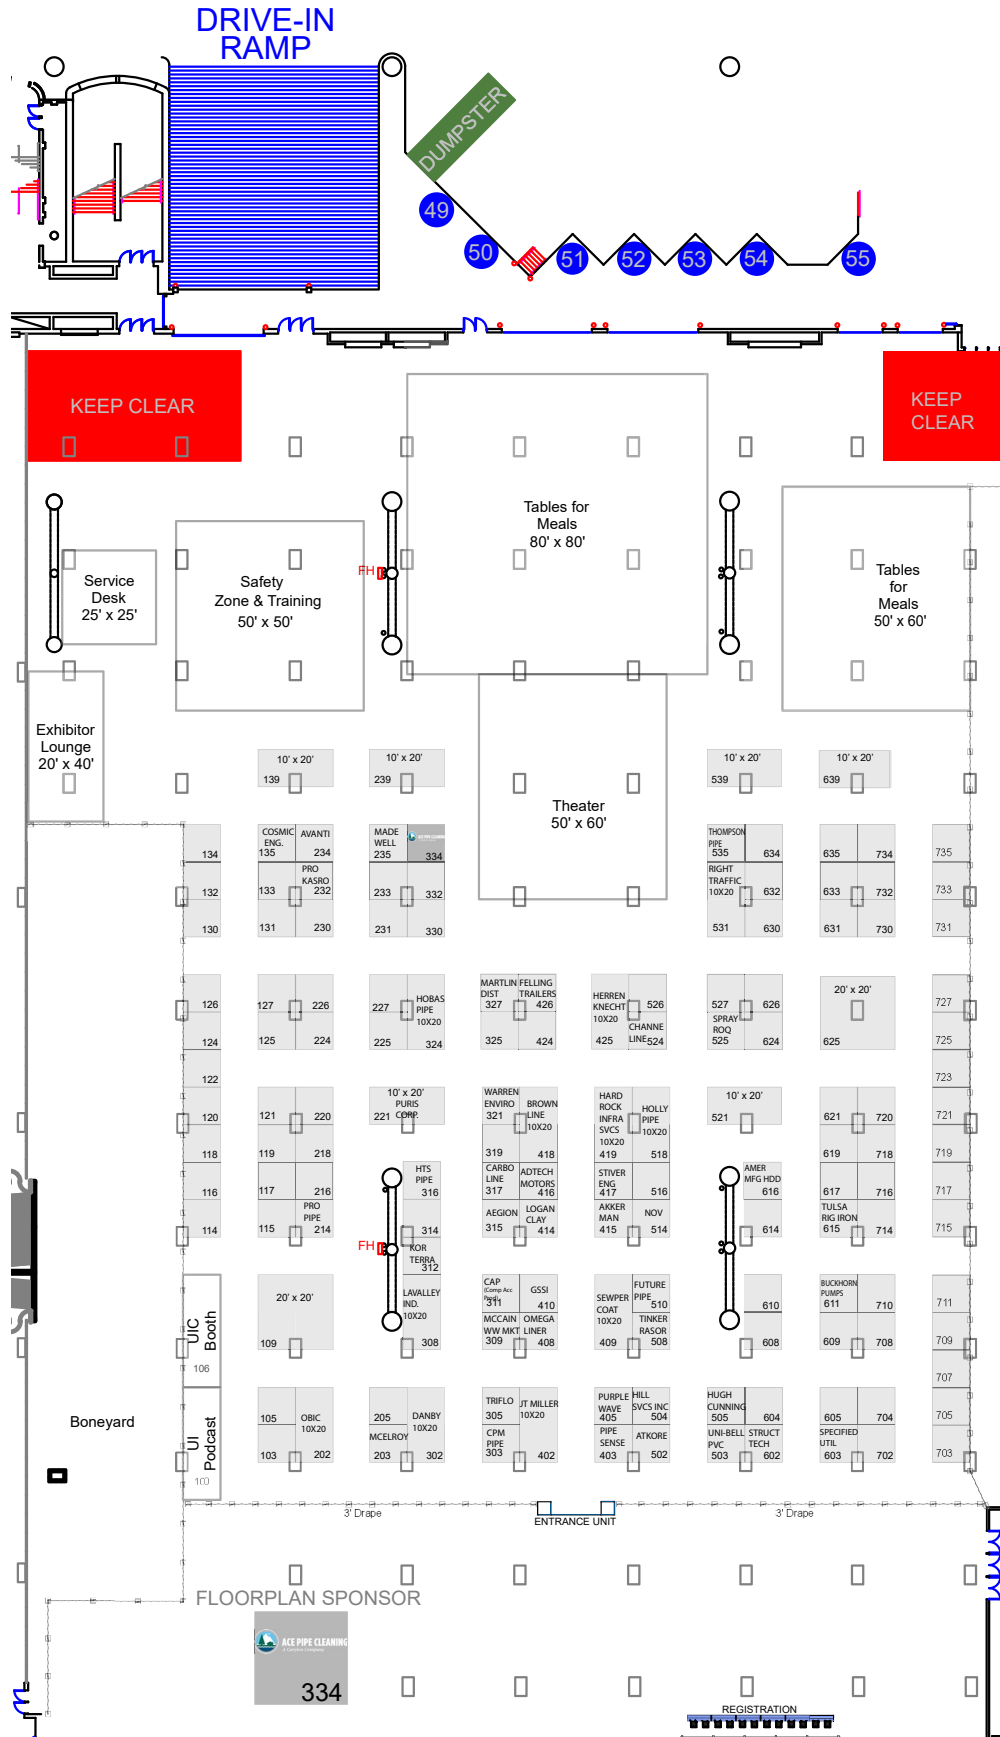 DRIVE-IN
RAMP
DUMPSTER
49
50
51
52
53
54
55
KEEP CLEAR
KEEP
CLEAR
Tables for
Meals
80' x 80'
Service
Desk
25' x 25'
Safety
Zone & Training
50' x 50'
FH
Tables
for
Meals
50' x 60'
Exhibitor
Lounge
20' x 40'
10' x 20'
139
10' x 20'
239
10' x 20'
539
10' x 20'
639
Theater
50' x 60'
134
COSMIC
ENG.
135
AVANTI
234
MADE
WELL
235
334
THOMPSON
PIPE
535
634
635
734
735
132
133
PRO
KASRO
232
233
332
RIGHT
TRAFFIC
10X20
632
633
732
733
130
131
230
231
330
531
630
631
730
731
126
127
226
227
HOBAS
PIPE
10X20
MARTLIN
DIST
327
FELLING
TRAILERS
426
HERREN
KNECHT
10X20
526
527
626
20' x 20'
727
124
125
224
225
324
325
424
425
CHANNE
LINE
524
SPRAY
ROQ
525
624
625
725
122
723
120
121
220
10' x 20'
PURIS
CORP.
221
WARREN
ENVIRO
321
BROWN
LINE
10X20
HARD
ROCK
INFRA
SVCS
10X20
HOLLY
PIPE
10X20
10' x 20'
521
621
720
721
118
119
218
319
418
419
518
619
718
719
116
117
216
HTS
PIPE
316
CARBO
LINE
317
ADTECH
MOTORS
416
STIVER
ENG
417
516
AMER
MFG HDD
616
617
716
717
114
115
PRO
PIPE
214
314
AEGION
315
LOGAN
CLAY
414
AKKER
MAN
415
NOV
514
614
TULSA
RIG IRON
615
714
715
FH
KOR
TERRA
312
UIC
Booth
106
20' x 20'
109
LAVALLEY
IND.
10X20
308
CAP
(Comp Acc
311
GSSI
410
SEWPER
COAT
10X20
409
FUTURE
PIPE
510
610
BUCKHORN
PUMPS
611
710
711
MCCAIN
WW MKT
309
OMEGA
LINER
408
TINKER
RASOR
508
608
609
708
709
707
Boneyard
UI
Podcast
105
OBIC
10X20
205
DANBY
10X20
TRIFLO
305
JT MILLER
10X20
PURPLE
WAVE
405
HILL
SVCS INC
504
HUGH
CUNNING
505
604
605
704
705
103
202
MCELROY
203
302
CPM
PIPE
303
402
PIPE
SENSE
403
ATKORE
502
UNI-BELL
PVC
503
STRUCT
TECH
602
SPECIFIED
UTIL
603
702
703
3' Drape
ENTRANCE UNIT
3' Drape
FLOORPLAN SPONSOR
ACE PIPE CLEANING
334
REGISTRATION